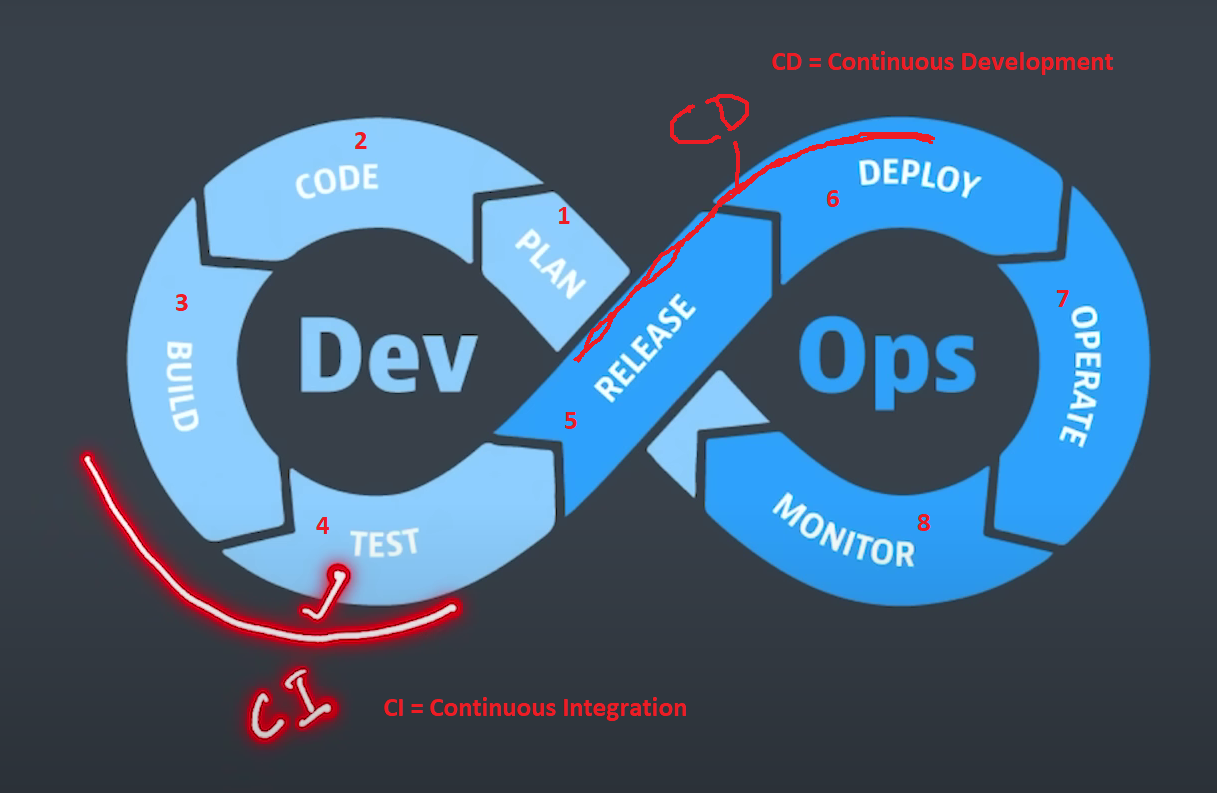 CD = Continuous Development
CD
2
CODE
1
PLAN
6
DEPLOY
3
BUILD
Dev
5
RELEASE
Ops
7
OPERATE
4
TEST
8
MONITOR
CI
CI = Continuous Integration